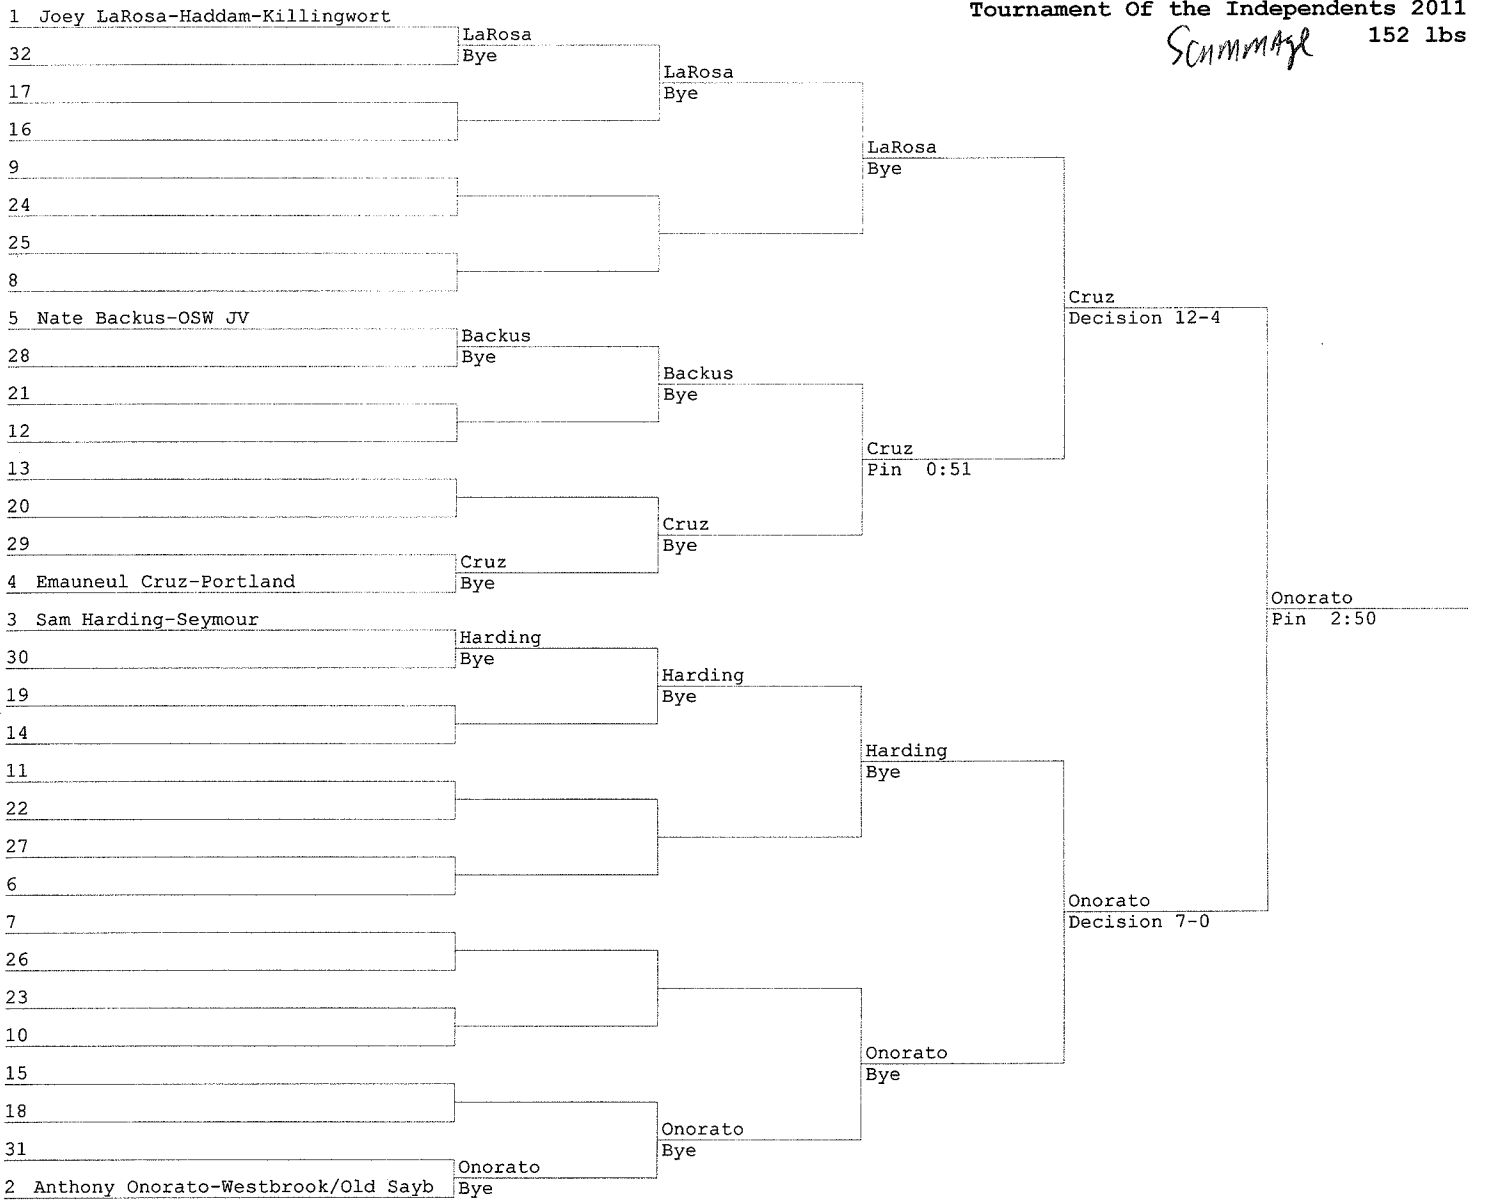 Tournament Of the Independents 2011
Scrimmage 152 lbs
1 Joey LaRosa-Haddam-Killingwort
LaRosa
32
Bye
LaRosa
17
Bye
16
LaRosa
9
Bye
24
25
8
Cruz
5 Nate Backus-OSW JV
Decision 12-4
Backus
28
Bye
Backus
21
Bye
12
Cruz
13
Pin 0:51
20
Cruz
29
Bye
Cruz
4 Emauneul Cruz-Portland
Bye
Onorato
3 Sam Harding-Seymour
Pin 2:50
Harding
30
Bye
Harding
19
Bye
14
Harding
11
Bye
22
27
6
Onorato
7
Decision 7-0
26
23
10
Onorato
15
Bye
18
Onorato
31
Bye
Onorato
2 Anthony Onorato-Westbrook/Old Sayb
Bye